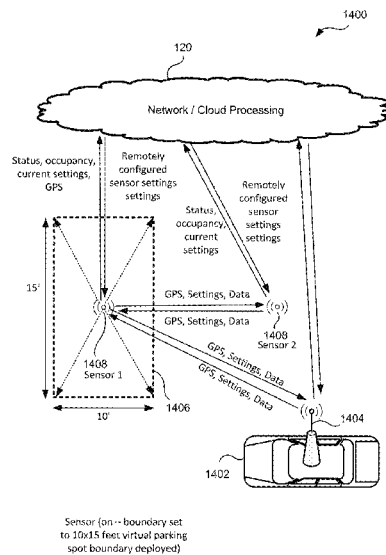 1400
120
Network / Cloud Processing
Status, occupancy,
current settings,
GPS
Remotely
configured
sensor settings
settings
Status,
occupancy,
current
settings
Remotely
configured
sensor
settings
settings
15'
GPS, Settings, Data
GPS, Settings, Data
1408
Sensor 1
1408
Sensor 2
GPS, Settings, Data
GPS, Settings, Data
1406
10'
1404
1402
Sensor (on -- boundary set
to 10x15 feet virtual parking
spot boundary deployed)